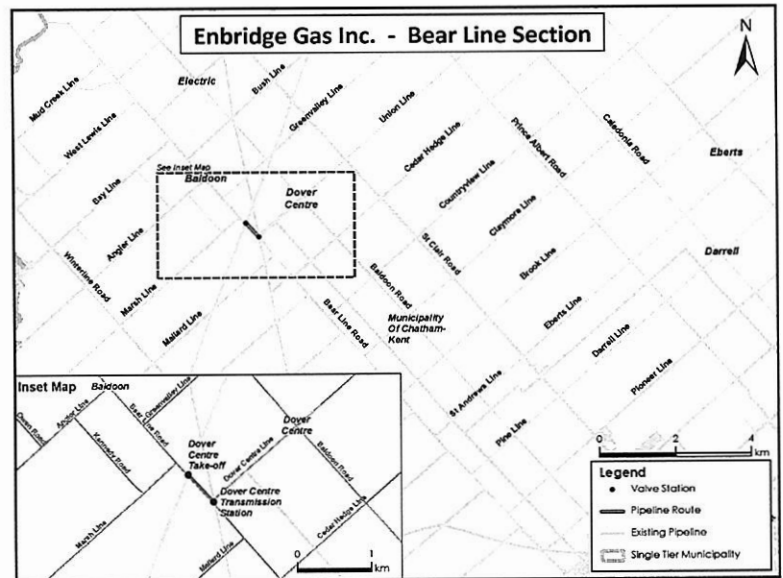 Enbridge Gas Inc. - Bear Line Section
N
Mud Creek Line
Electric
Bush Line
West Lewis Line
Greenvalley Line
Union Line
Caledonia Road
Prince Albert Road
Eberts
Cedar Hedge Line
See Inset Map
Baldoon
Bay Line
Dover
Centre
Countryview Line
Claymore Line
Angler Line
Winterline Road
St Clair Road
Brook Line
Darrell
Baldoon Road
Marsh Line
Mallard Line
Bear Line Road
Municipality
Of Chatham-
Kent
Eberts Line
Darrell Line
Pioneer Line
St Andrews Line
Pine Line
0 2 4
km
Inset Map
Baldoon
Greenvalley Line
Bear Line Road
Kennedy Road
Dover
Centre
Take-off
Dover
Centre
Dover Centre Line
Baldoon Road
Dover Centre
Transmission
Station
Marsh Line
Mallard Line
Cedar Hedge Line
0 1
km
Legend
Valve Station
Pipeline Route
Existing Pipeline
Single Tier Municipality